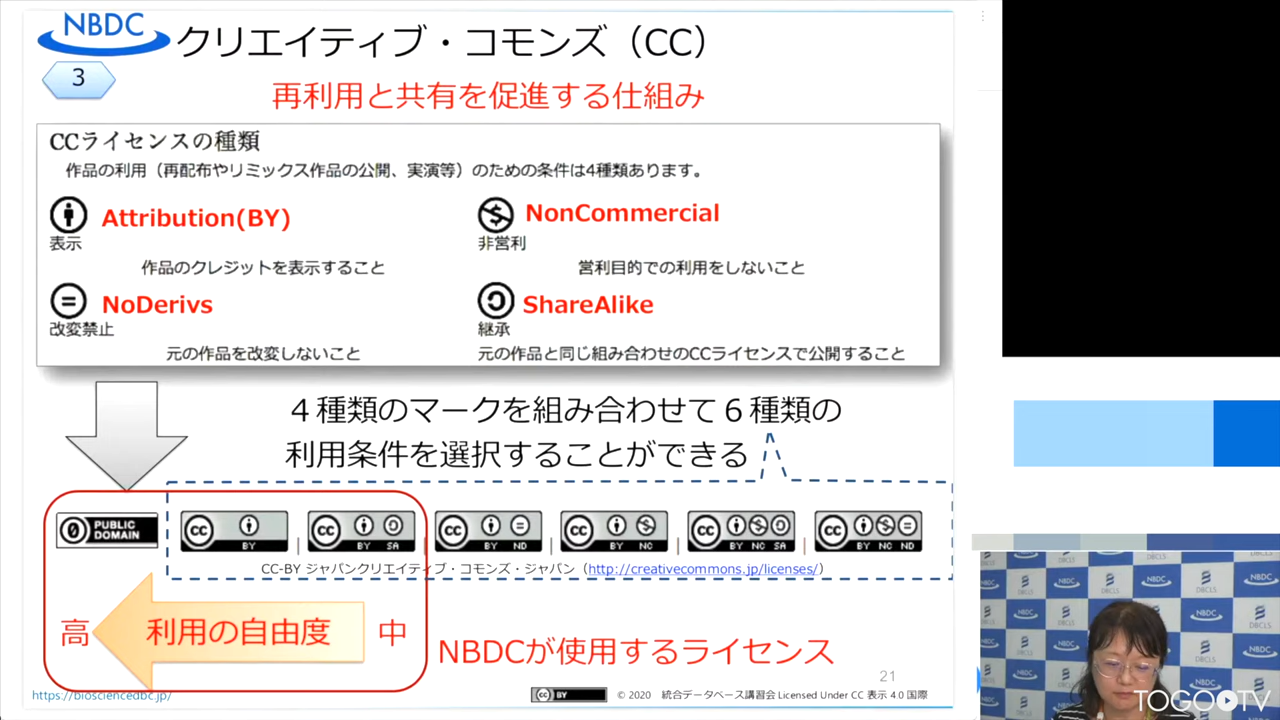 NBDC
クリエイティブ・コモンズ（CC）
3
再利用と共有を促進する仕組み
CCライセンスの種類
作品の利用（再配布やリミックス作品の公開、実演等）のための条件は4種類あります。
Attribution(BY)
表示
作品のクレジットを表示すること
NonCommercial
非営利
営利目的での利用をしないこと
NoDerivs
改変禁止
元の作品を改変しないこと
ShareAlike
継承
元の作品と同じ組み合わせのCCライセンスで公開すること
４種類のマークを組み合わせて６種類の
利用条件を選択することができる
0 PUBLIC DOMAIN
cc BY
cc BY SA
cc BY ND
cc BY NC
cc BY NC SA
cc BY NC ND
CC-BY ジャパンクリエイティブ・コモンズ・ジャパン（http://creativecommons.jp/licenses/）
高
利用の自由度
中
NBDCが使用するライセンス
21
https://biosciencedbc.jp/
cc BY
© 2020　統合データベース講習会 Licensed Under CC 表示 4.0 国際
NBDC
DBCLS
TOGO TV